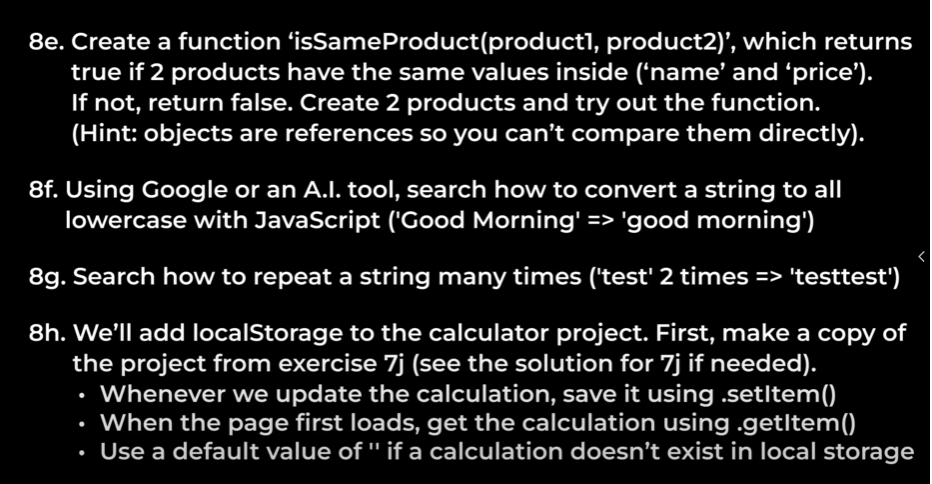 8e. Create a function ‘isSameProduct(product1, product2)’, which returns
true if 2 products have the same values inside (‘name’ and ‘price’).
If not, return false. Create 2 products and try out the function.
(Hint: objects are references so you can’t compare them directly).
8f. Using Google or an A.I. tool, search how to convert a string to all
lowercase with JavaScript ('Good Morning' => 'good morning')
8g. Search how to repeat a string many times ('test' 2 times => 'testtest')
8h. We’ll add localStorage to the calculator project. First, make a copy of
the project from exercise 7j (see the solution for 7j if needed).
• Whenever we update the calculation, save it using .setItem()
• When the page first loads, get the calculation using .getItem()
• Use a default value of '' if a calculation doesn’t exist in local storage